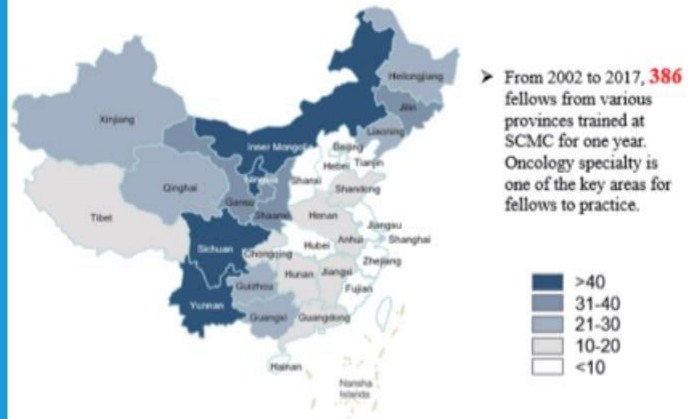 Heilongjiang
Jilin
Xinjiang
Liaoning
Inner Mongol
Beijing
Tianjin
Hebei
Shanxi
Qinghai
Gansu
Shandong
Shaanxi
Tibet
Henan
Jiangsu
Sichuan
Anhui
Shanghai
Hubei
Chongqing
Zhejiang
Hunan
Jiangxi
Guizhou
Fujian
Yunnan
Guangxi
Guangdong
Hainan
Nansha
Islands
➤ From 2002 to 2017, 386
fellows from various
provinces trained at
SCMC for one year.
Oncology specialty is
one of the key areas for
fellows to practice.
>40
31-40
21-30
10-20
<10